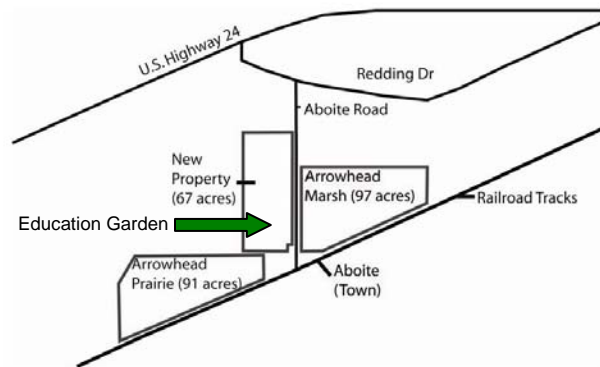 U.S. Highway 24
Redding Dr
Aboite Road
New
Property
(67 acres)
Arrowhead
Marsh (97 acres)
Railroad Tracks
Education Garden
Arrowhead
Prairie (91 acres)
Aboite
(Town)